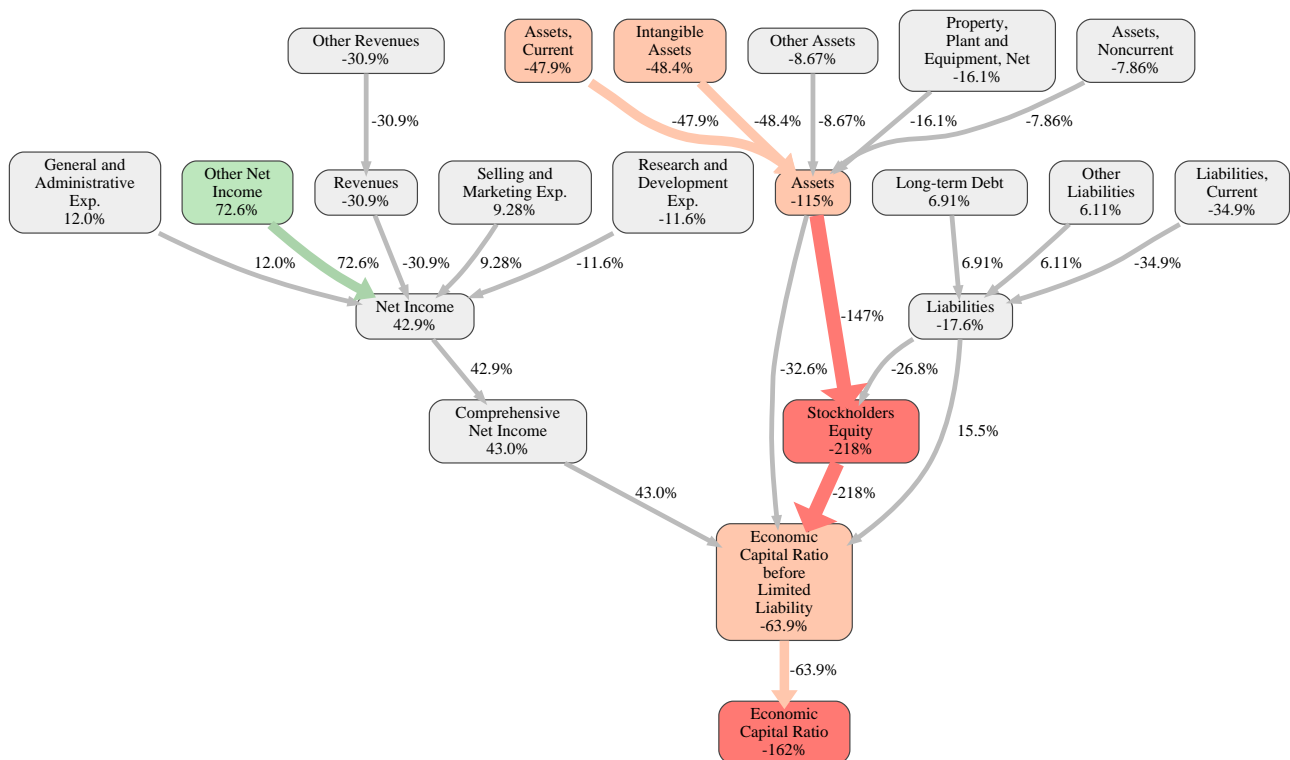 Other Revenues
-30.9%
Assets,
Current
-47.9%
Intangible
Assets
-48.4%
Other Assets
-8.67%
Property,
Plant and
Equipment, Net
-16.1%
Assets,
Noncurrent
-7.86%
-30.9%
-47.9%
-48.4%
-8.67%
-16.1%
-7.86%
General and
Administrative
Exp.
12.0%
Other Net
Income
72.6%
Revenues
-30.9%
Selling and
Marketing Exp.
9.28%
Research and
Development
Exp.
-11.6%
Assets
-115%
Long-term Debt
6.91%
Other
Liabilities
6.11%
Liabilities,
Current
-34.9%
12.0%
72.6%
-30.9%
9.28%
-11.6%
6.91%
6.11%
-34.9%
Net Income
42.9%
-147%
Liabilities
-17.6%
42.9%
-32.6%
-26.8%
Comprehensive
Net Income
43.0%
Stockholders
Equity
-218%
15.5%
43.0%
-218%
Economic
Capital Ratio
before
Limited
Liability
-63.9%
-63.9%
Economic
Capital Ratio
-162%